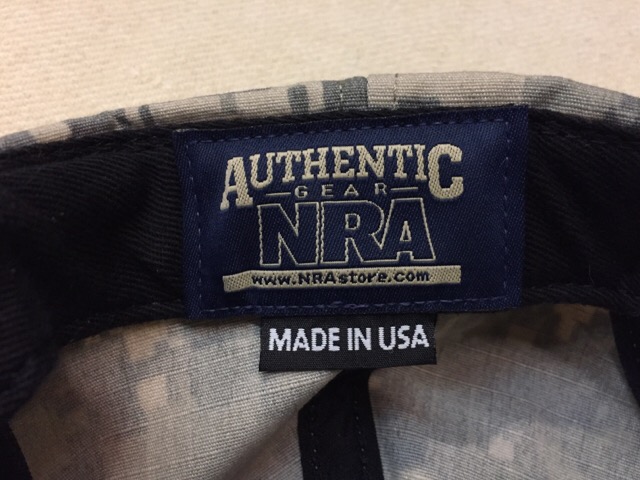 AUTHENTIC
GEAR
NRA
www.NRAstore.com
MADE IN USA